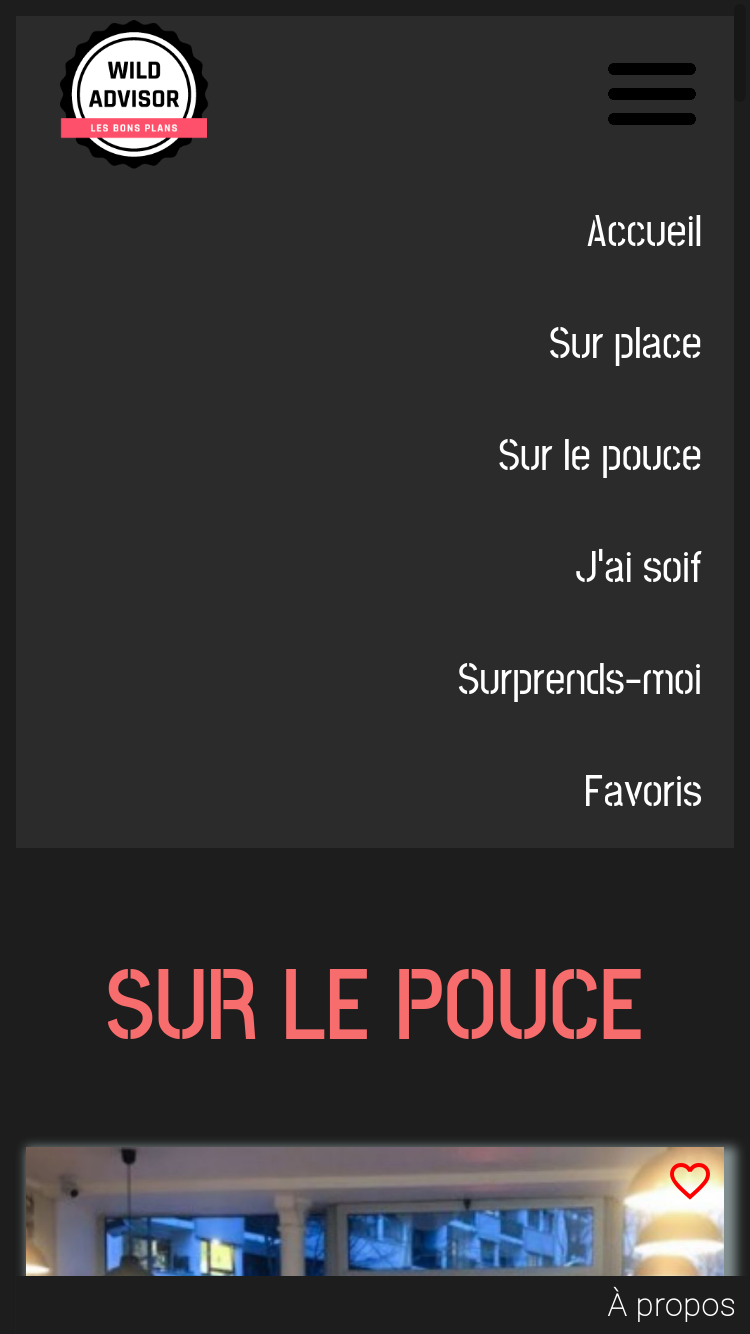 WILD
ADVISOR
LES BONS PLANS
Accueil
Sur place
Sur le pouce
J'ai soif
Surprends-moi
Favoris
SUR LE POUCE
À propos